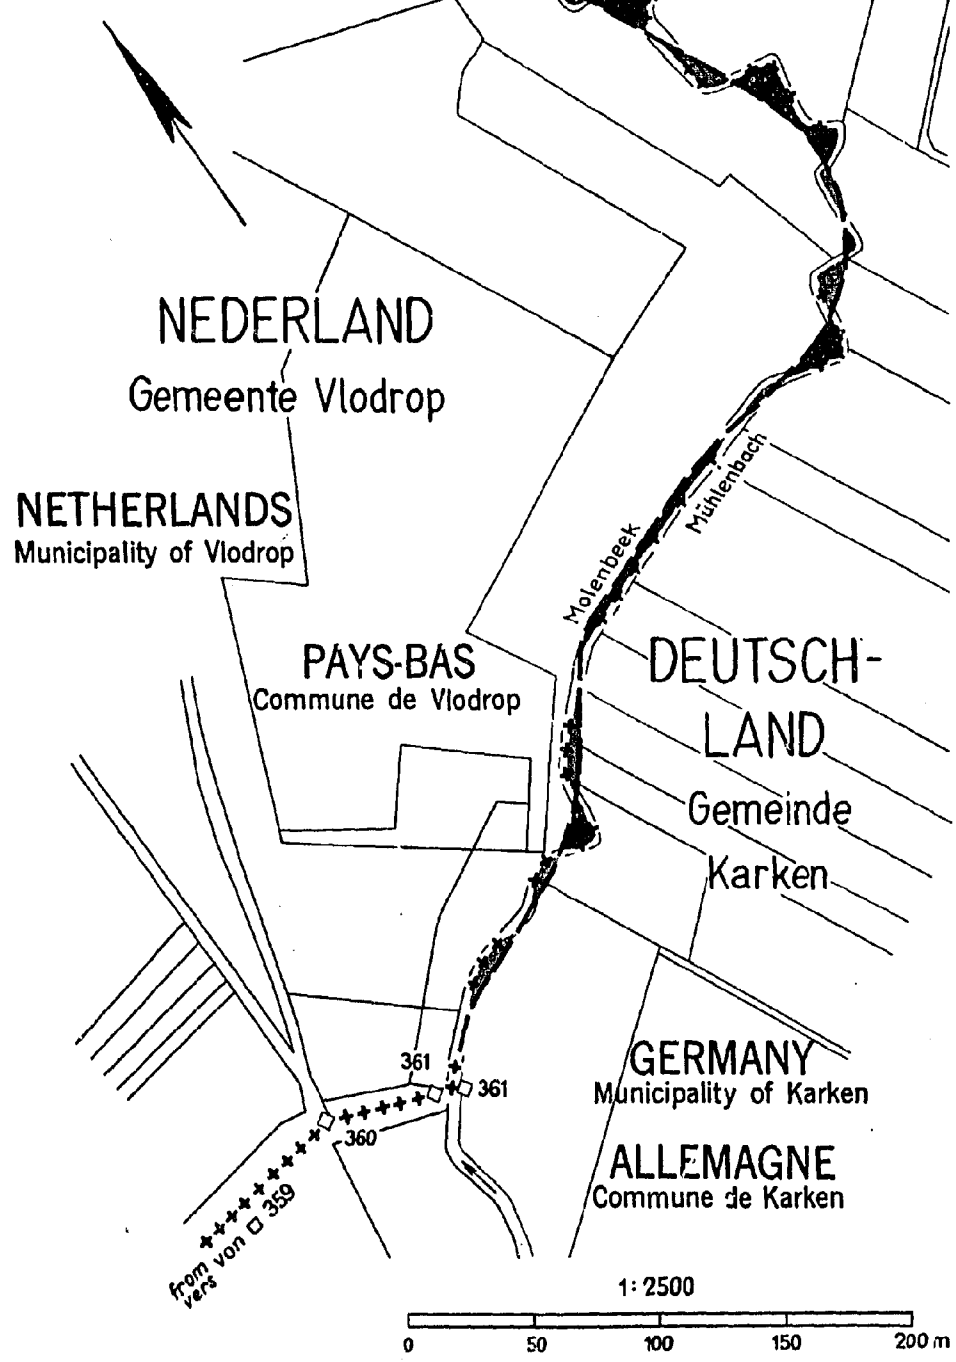 NEDERLAND
Gemeente Vlodrop
NETHERLANDS
Municipality of Vlodrop
PAYS-BAS
Commune de Vlodrop
Molenbeek
Mühlenbach
DEUTSCH-
LAND
Gemeinde
Karken
GERMANY
Municipality of Karken
ALLEMAGNE
Commune de Karken
361
361
360
from von 359
vers
1:2500
0 50 100 150 200 m